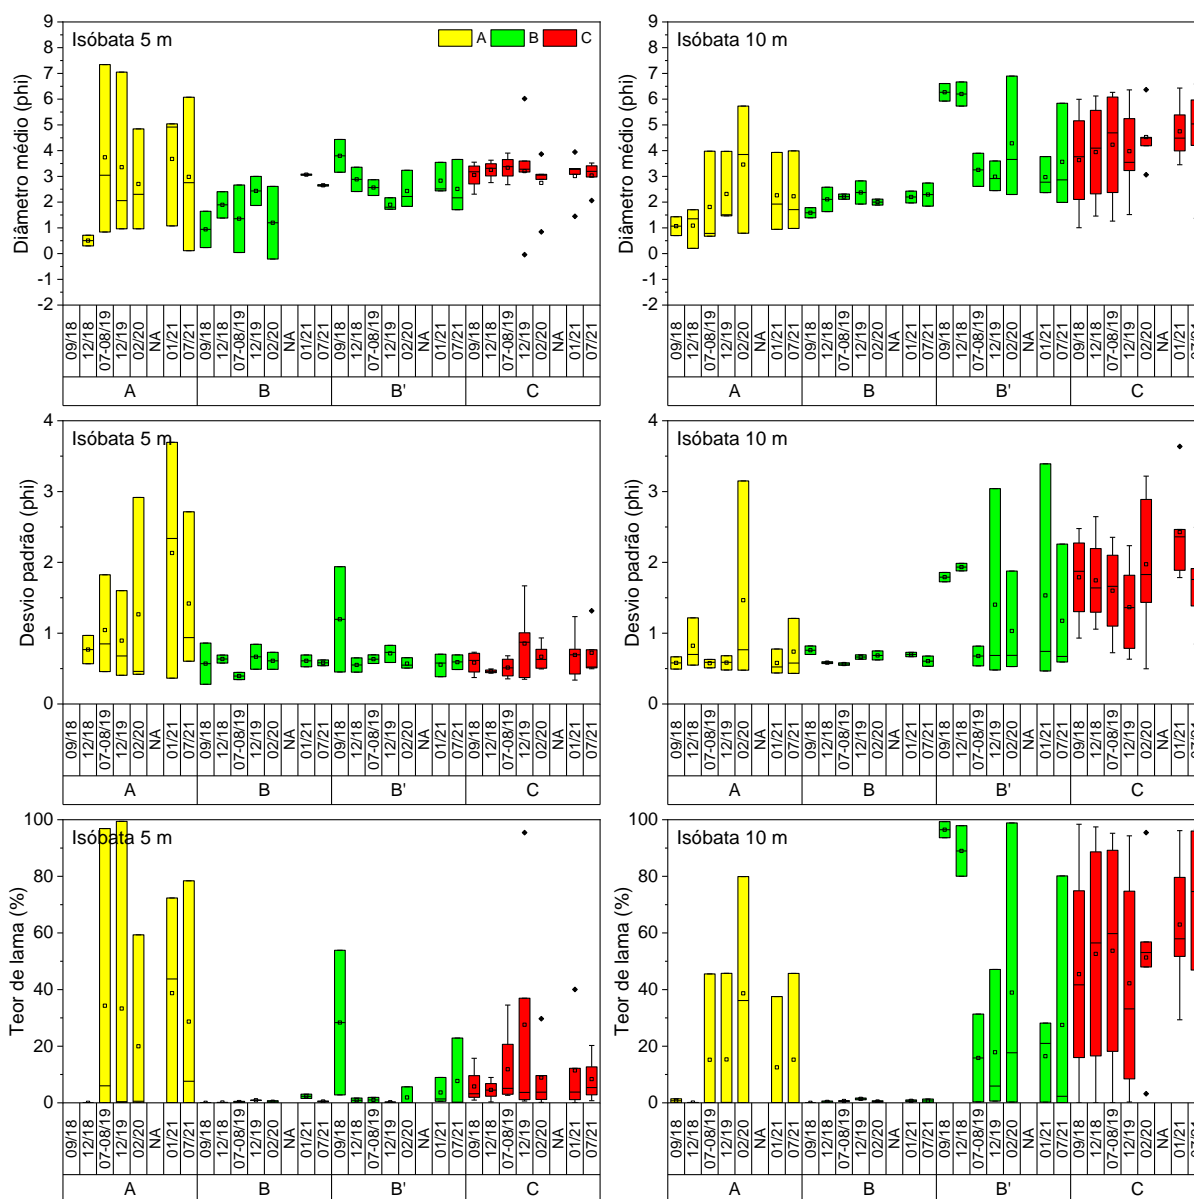 Isóbata 5 m
A B C
Diâmetro médio (phi)
9
8
7
6
5
4
3
2
1
0
-1
-2
09/18 12/18 07-08/19 12/19 02/20 NA 01/21 07/21 09/18 12/18 07-08/19 12/19 02/20 NA 01/21 07/21 09/18 12/18 07-08/19 12/19 02/20 NA 01/21 07/21 09/18 12/18 07-08/19 12/19 02/20 NA 01/21 07/21
A B B' C
Isóbata 10 m
Diâmetro médio (phi)
9
8
7
6
5
4
3
2
1
0
-1
-2
09/18 12/18 07-08/19 12/19 02/20 NA 01/21 07/21 09/18 12/18 07-08/19 12/19 02/20 NA 01/21 07/21 09/18 12/18 07-08/19 12/19 02/20 NA 01/21 07/21 09/18 12/18 07-08/19 12/19 02/20 NA 01/21
A B B' C
Isóbata 5 m
Desvio padrão (phi)
4
3
2
1
0
09/18 12/18 07-08/19 12/19 02/20 NA 01/21 07/21 09/18 12/18 07-08/19 12/19 02/20 NA 01/21 07/21 09/18 12/18 07-08/19 12/19 02/20 NA 01/21 07/21 09/18 12/18 07-08/19 12/19 02/20 NA 01/21 07/21
A B B' C
Isóbata 10 m
Desvio padrão (phi)
4
3
2
1
0
09/18 12/18 07-08/19 12/19 02/20 NA 01/21 07/21 09/18 12/18 07-08/19 12/19 02/20 NA 01/21 07/21 09/18 12/18 07-08/19 12/19 02/20 NA 01/21 07/21 09/18 12/18 07-08/19 12/19 02/20 NA 01/21
A B B' C
Isóbata 5 m
Teor de lama (%)
100
80
60
40
20
0
09/18 12/18 07-08/19 12/19 02/20 NA 01/21 07/21 09/18 12/18 07-08/19 12/19 02/20 NA 01/21 07/21 09/18 12/18 07-08/19 12/19 02/20 NA 01/21 07/21 09/18 12/18 07-08/19 12/19 02/20 NA 01/21 07/21
A B B' C
Isóbata 10 m
Teor de lama (%)
100
80
60
40
20
0
09/18 12/18 07-08/19 12/19 02/20 NA 01/21 07/21 09/18 12/18 07-08/19 12/19 02/20 NA 01/21 07/21 09/18 12/18 07-08/19 12/19 02/20 NA 01/21 07/21 09/18 12/18 07-08/19 12/19 02/20 NA 01/21
A B B' C